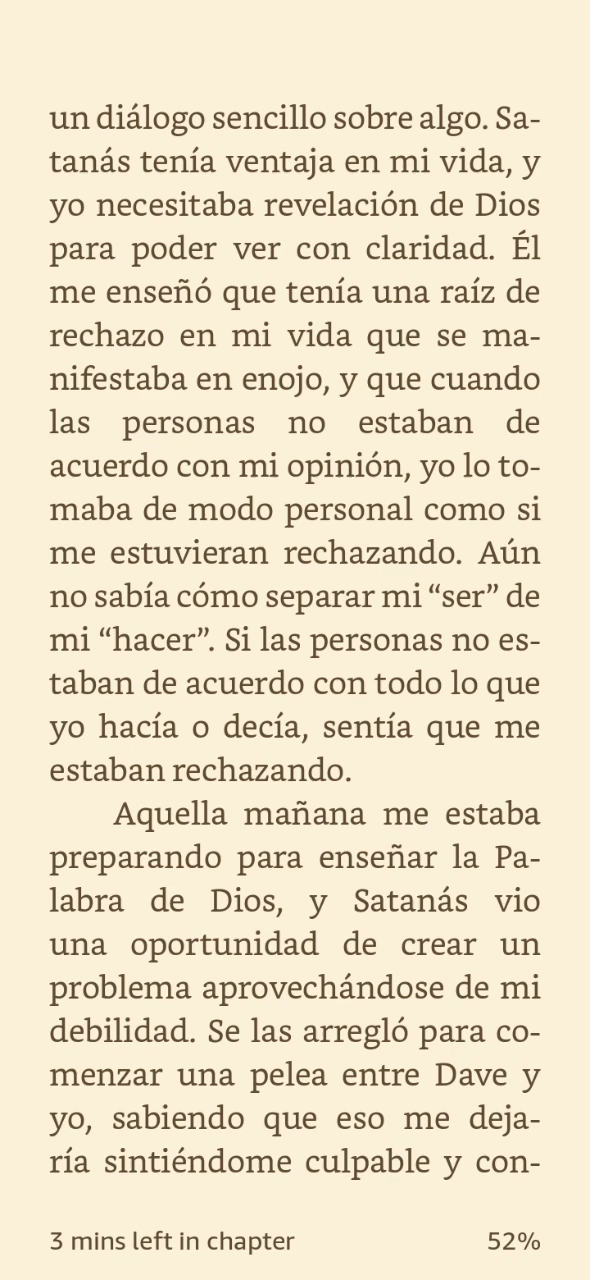 un diálogo sencillo sobre algo. Sa-
tanás tenía ventaja en mi vida, y
yo necesitaba revelación de Dios
para poder ver con claridad. Él
me enseñó que tenía una raíz de
rechazo en mi vida que se ma-
nifestaba en enojo, y que cuando
las personas no estaban de
acuerdo con mi opinión, yo lo to-
maba de modo personal como si
me estuvieran rechazando. Aún
no sabía cómo separar mi “ser” de
mi “hacer”. Si las personas no es-
taban de acuerdo con todo lo que
yo hacía o decía, sentía que me
estaban rechazando.
Aquella mañana me estaba
preparando para enseñar la Pa-
labra de Dios, y Satanás vio
una oportunidad de crear un
problema aprovechándose de mi
debilidad. Se las arregló para co-
menzar una pelea entre Dave y
yo, sabiendo que eso me deja-
ría sintiéndome culpable y con-
3 mins left in chapter 52%